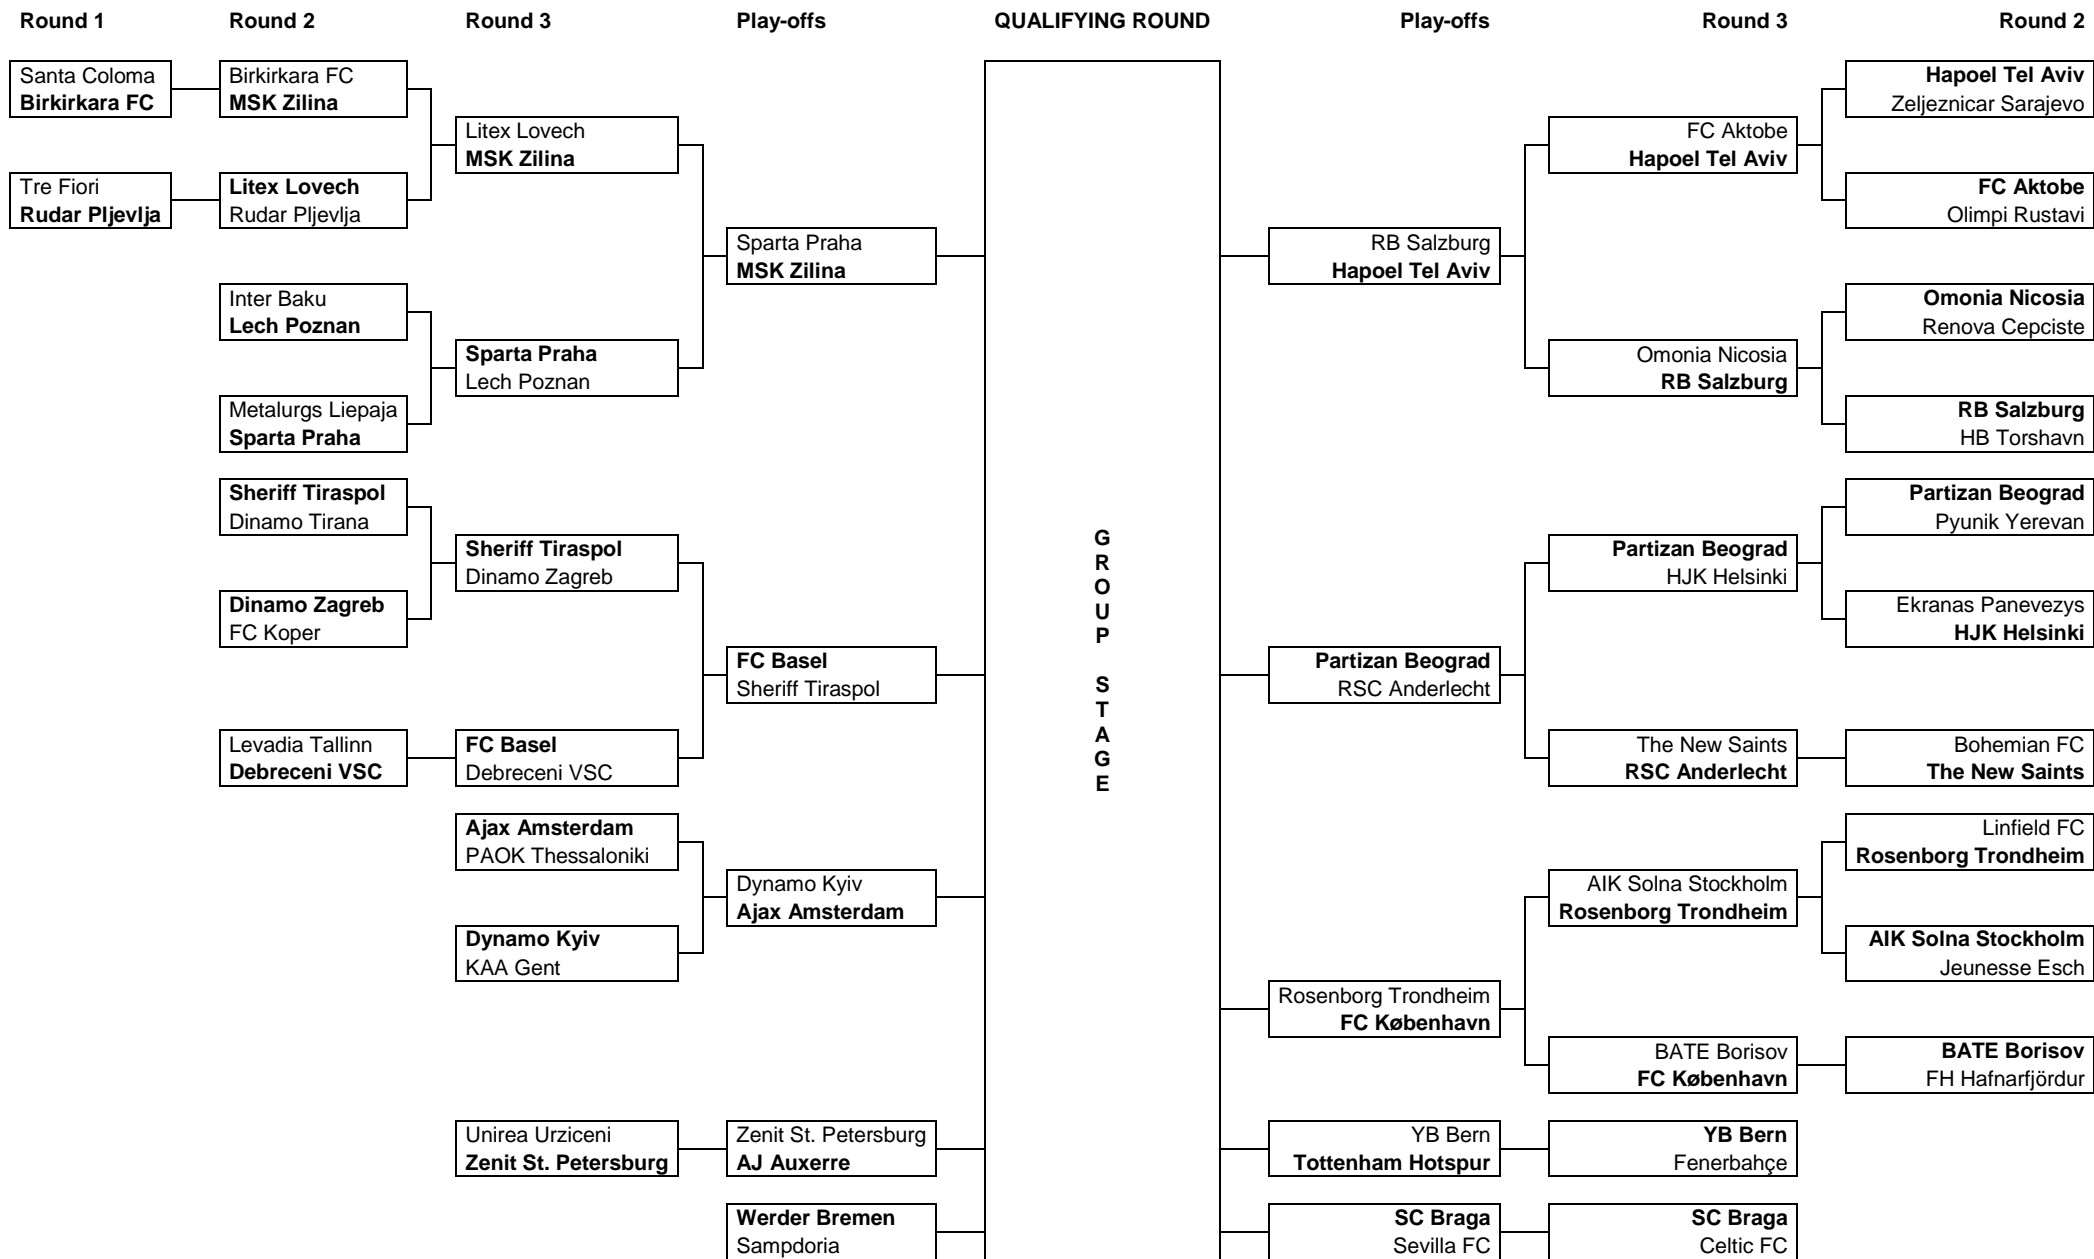 Round 1 Round 2 Round 3 Play-offs QUALIFYING ROUND Play-offs Round 3 Round 2
Santa Coloma
Birkirkara FC
Tre Fiori
Rudar Pljevlja
Birkirkara FC
MSK Zilina
Litex Lovech
Rudar Pljevlja
Inter Baku
Lech Poznan
Metalurgs Liepaja
Sparta Praha
Sheriff Tiraspol
Dinamo Tirana
Dinamo Zagreb
FC Koper
Levadia Tallinn
Debreceni VSC
Litex Lovech
MSK Zilina
Sparta Praha
Lech Poznan
Sheriff Tiraspol
Dinamo Zagreb
FC Basel
Debreceni VSC
Ajax Amsterdam
PAOK Thessaloniki
Dynamo Kyiv
KAA Gent
Unirea Urziceni
Zenit St. Petersburg
Sparta Praha
MSK Zilina
FC Basel
Sheriff Tiraspol
Dynamo Kyiv
Ajax Amsterdam
Zenit St. Petersburg
AJ Auxerre
Werder Bremen
Sampdoria
G
R
O
U
P
S
T
A
G
E
RB Salzburg
Hapoel Tel Aviv
Partizan Beograd
RSC Anderlecht
Rosenborg Trondheim
FC København
YB Bern
Tottenham Hotspur
SC Braga
Sevilla FC
FC Aktobe
Hapoel Tel Aviv
Omonia Nicosia
RB Salzburg
Partizan Beograd
HJK Helsinki
The New Saints
RSC Anderlecht
AIK Solna Stockholm
Rosenborg Trondheim
BATE Borisov
FC København
YB Bern
Fenerbahçe
SC Braga
Celtic FC
Hapoel Tel Aviv
Zeljeznicar Sarajevo
FC Aktobe
Olimpi Rustavi
Omonia Nicosia
Renova Cepciste
RB Salzburg
HB Torshavn
Partizan Beograd
Pyunik Yerevan
Ekranas Panevezys
HJK Helsinki
Bohemian FC
The New Saints
Linfield FC
Rosenborg Trondheim
AIK Solna Stockholm
Jeunesse Esch
BATE Borisov
FH Hafnarfjördur